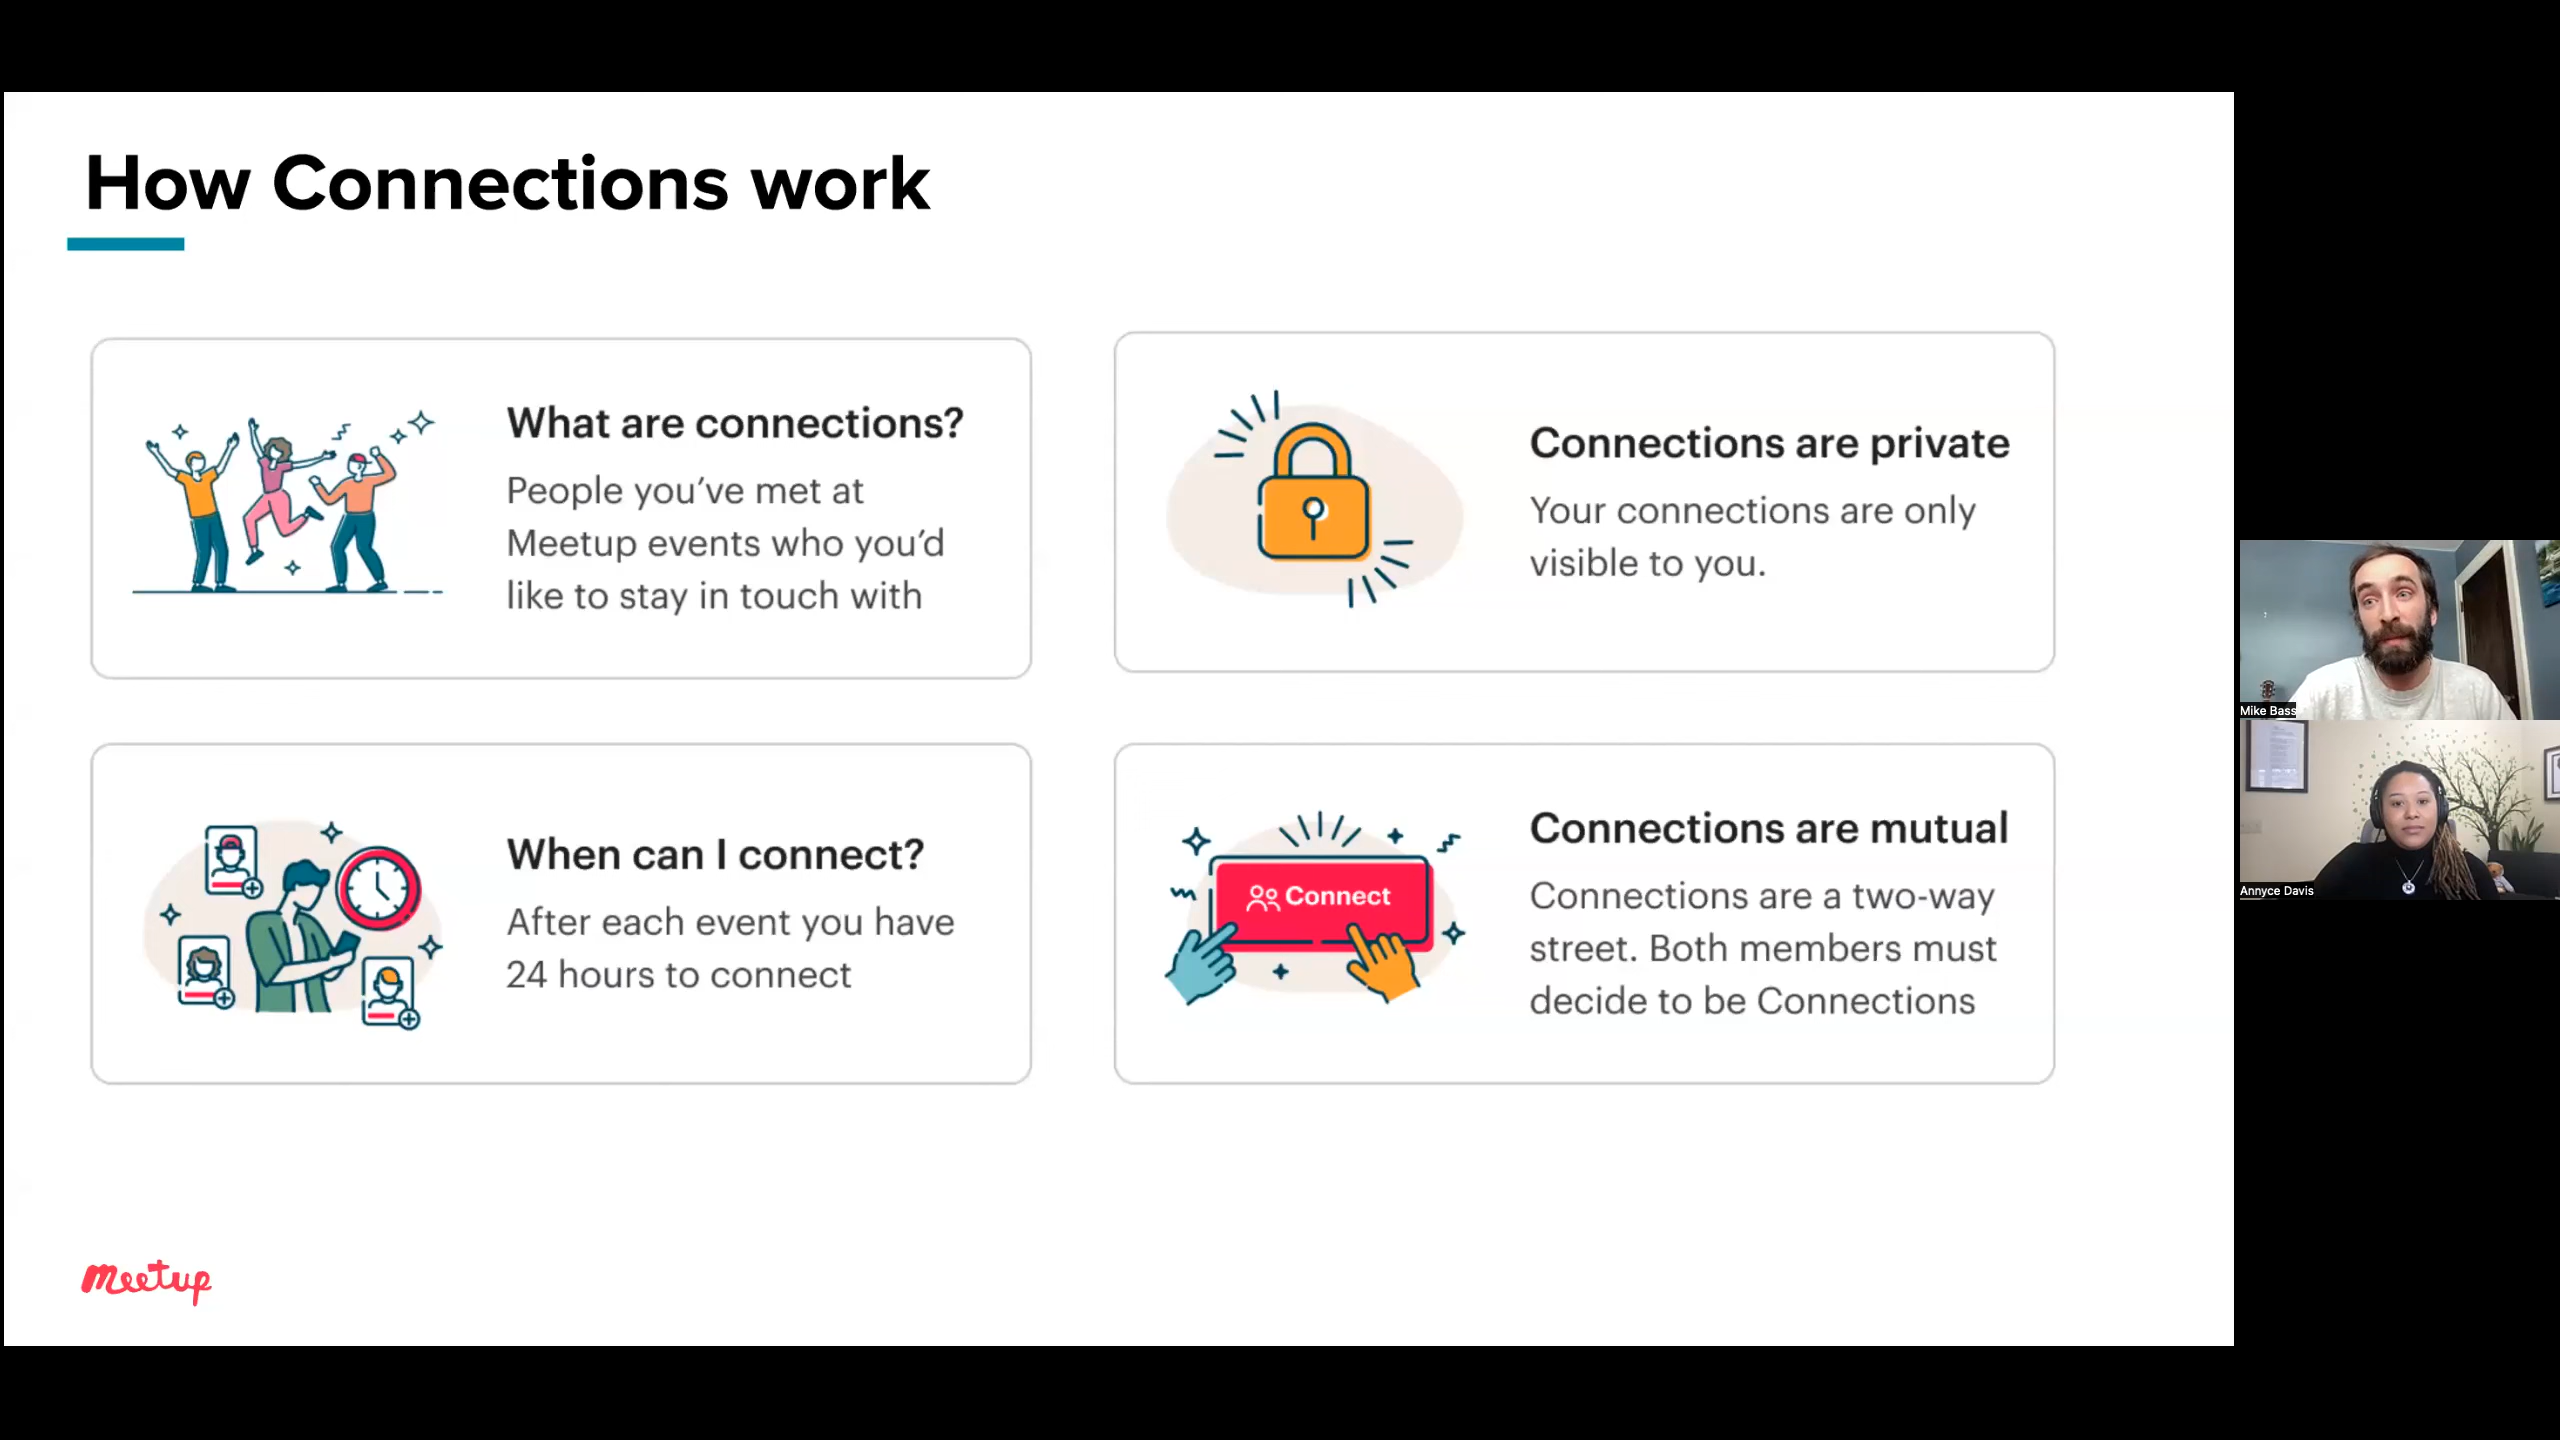 How Connections work
What are connections?
People you’ve met at
Meetup events who you’d
like to stay in touch with
Connections are private
Your connections are only
visible to you.
When can I connect?
After each event you have
24 hours to connect
Connect
Connections are mutual
Connections are a two-way
street. Both members must
decide to be Connections
meetup
Mike Bass
Annyce Davis